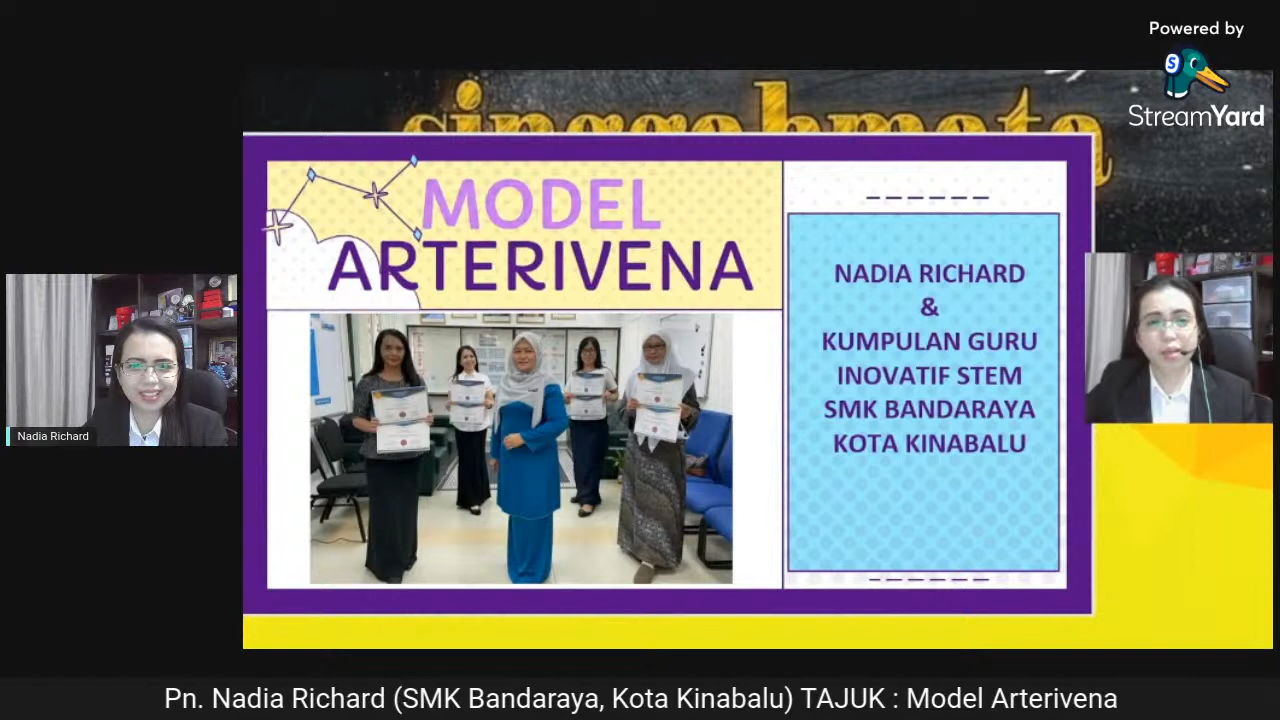 Powered by
StreamYard
singgahmata
MODEL
ARTERIVENA
NADIA RICHARD
&
KUMPULAN GURU
INOVATIF STEM
SMK BANDARAYA
KOTA KINABALU
Nadia Richard
Pn. Nadia Richard (SMK Bandaraya, Kota Kinabalu) TAJUK : Model Arterivena